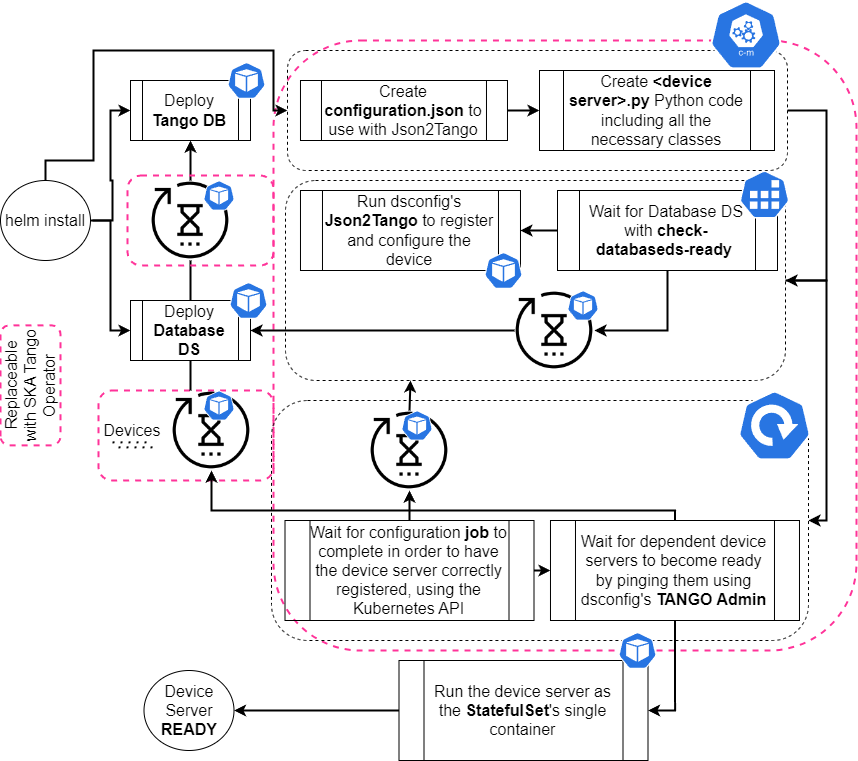 c-m
Deploy
Tango DB
Create
configuration.json to
use with Json2Tango
Create <device
server>.py Python code
including all the
necessary classes
helm install
Run dsconfig's
Json2Tango to register
and configure the
device
Wait for Database DS
with check-
databaseds-ready
Deploy
Database
DS
Replaceable
with SKA Tango
Operator
Devices
Wait for configuration job to
complete in order to have
the device server correctly
registered, using the
Kubernetes API
Wait for dependent device
servers to become ready
by pinging them using
dsconfig's TANGO Admin
Device
Server
READY
Run the device server as
the StatefulSet's single
container